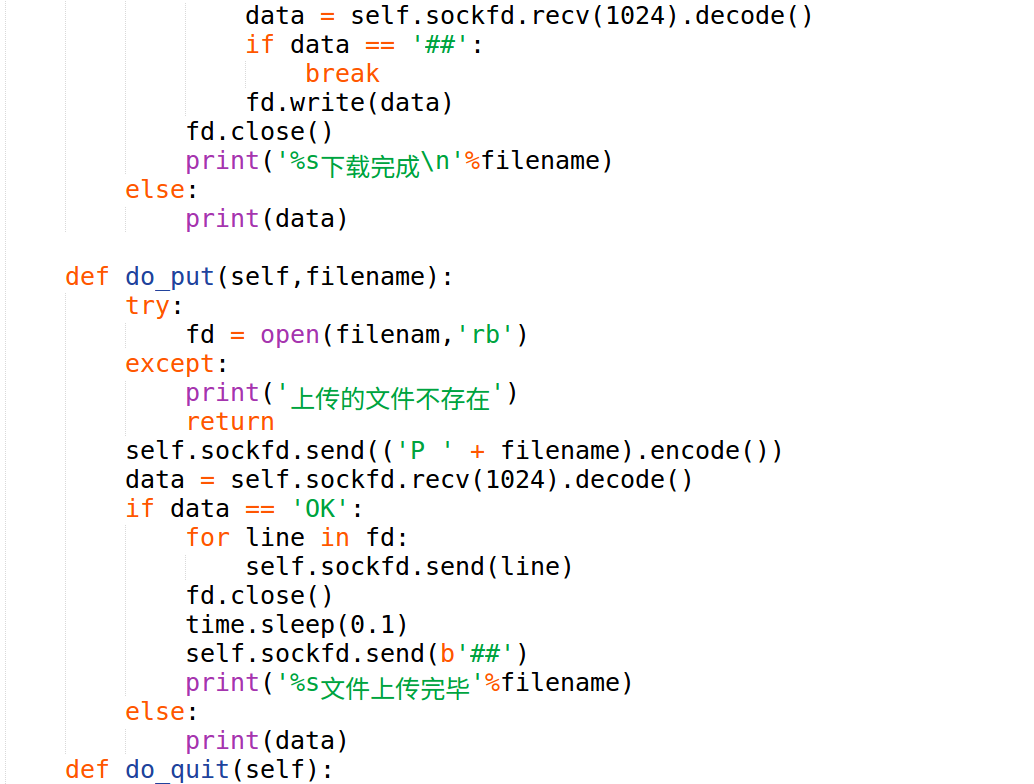 data = self.sockfd.recv(1024).decode()
if data == '##':
break
fd.write(data)
fd.close()
print('%s下载完成\n'%filename)
else:
print(data)
def do_put(self,filename):
try:
fd = open(filenam,'rb')
except:
print('上传的文件不存在')
return
self.sockfd.send(('P ' + filename).encode())
data = self.sockfd.recv(1024).decode()
if data == 'OK':
for line in fd:
self.sockfd.send(line)
fd.close()
time.sleep(0.1)
self.sockfd.send(b'##')
print('%s文件上传完毕'%filename)
else:
print(data)
def do_quit(self):